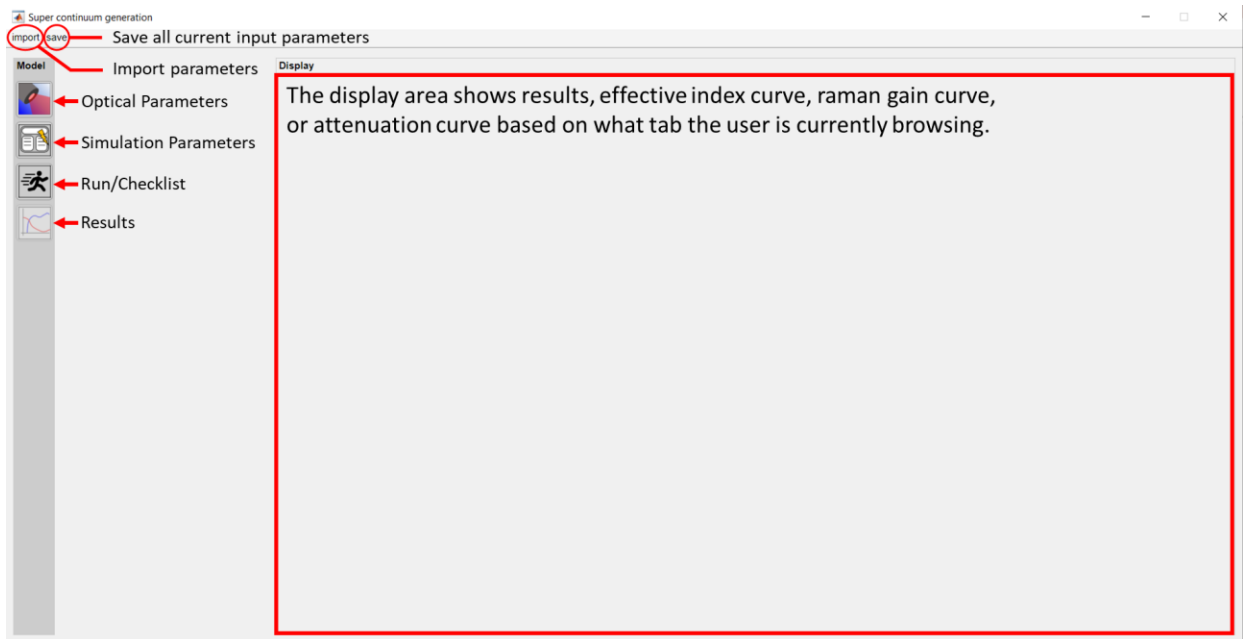 Super continuum generation
import save
Save all current input parameters
Import parameters
Model
Optical Parameters
Simulation Parameters
Run/Checklist
Results
Display
The display area shows results, effective index curve, raman gain curve,
or attenuation curve based on what tab the user is currently browsing.